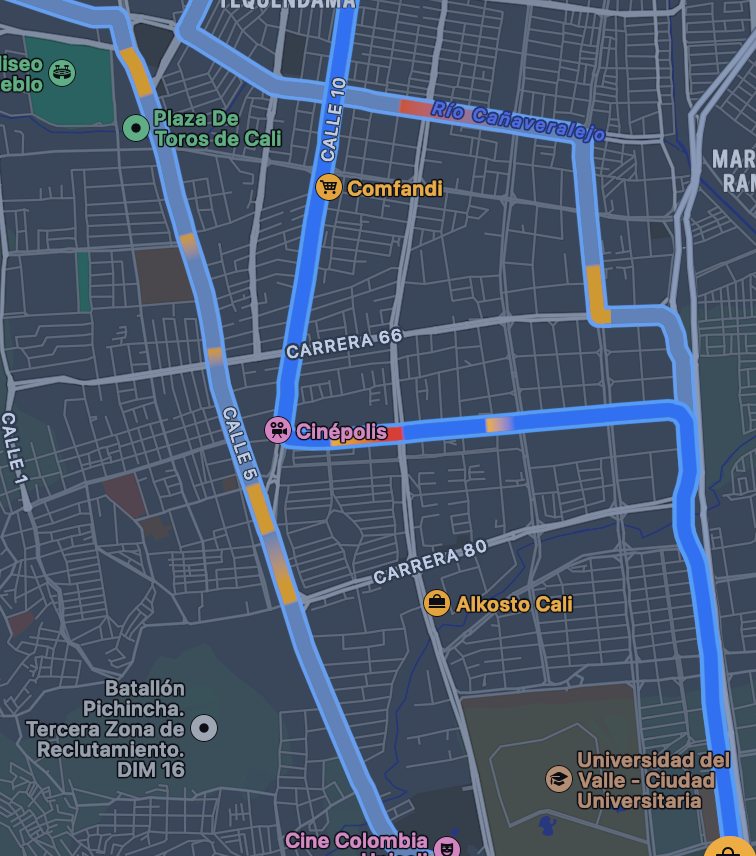 TEQUENDAMA
liseo
eblo
Plaza De
Toros de Cali
CALLE 10
Río Cañaveralejo
MAR
RAM
Comfandi
CARRERA 66
CALLE 1
CALLE 5
Cinépolis
CARRERA 80
Alkosto Cali
Batallón
Pichincha.
Tercera Zona de
Reclutamiento.
DIM 16
Universidad del
Valle - Ciudad
Universitaria
Cine Colombia